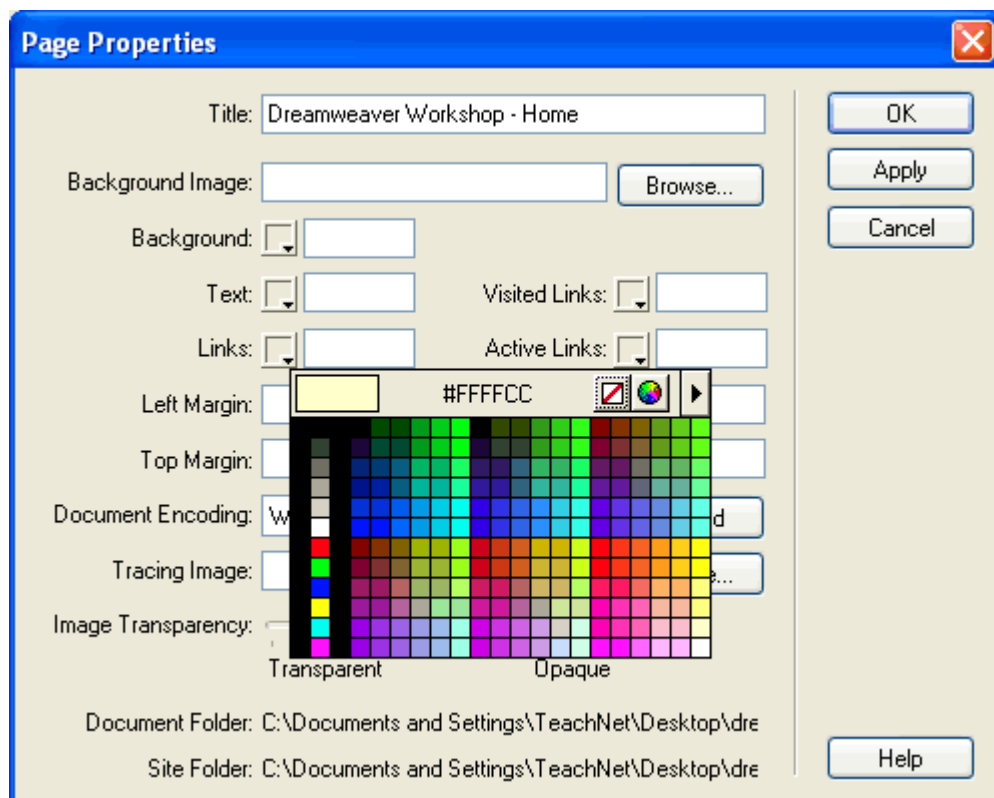 Page Properties
Title: Dreamweaver Workshop - Home
OK
Background Image:
Browse...
Apply
Background:
Cancel
Text:
Visited Links:
Links:
Active Links:
#FFFFCC
Left Margin:
Top Margin:
Document Encoding: W
d
Tracing Image:
e...
Image Transparency:
Transparent
Opaque
Document Folder: C:\Documents and Settings\TeachNet\Desktop\dre
Site Folder: C:\Documents and Settings\TeachNet\Desktop\dre
Help